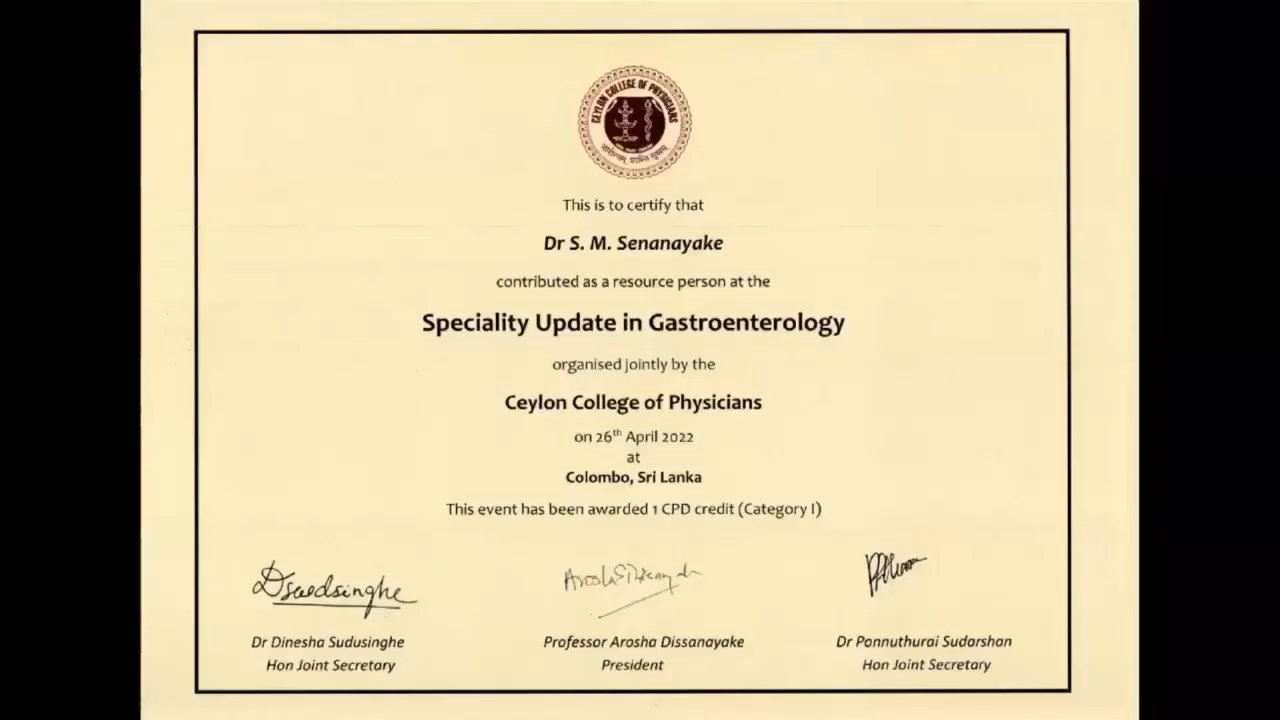 CEYLON COLLEGE OF PHYSICIANS
This is to certify that
Dr S. M. Senanayake
contributed as a resource person at the
Speciality Update in Gastroenterology
organised jointly by the
Ceylon College of Physicians
on 26th April 2022
at
Colombo, Sri Lanka
This event has been awarded 1 CPD credit (Category I)
Dr Dinesha Sudusinghe
Hon Joint Secretary
Professor Arosha Dissanayake
President
Dr Ponnuthurai Sudarshan
Hon Joint Secretary